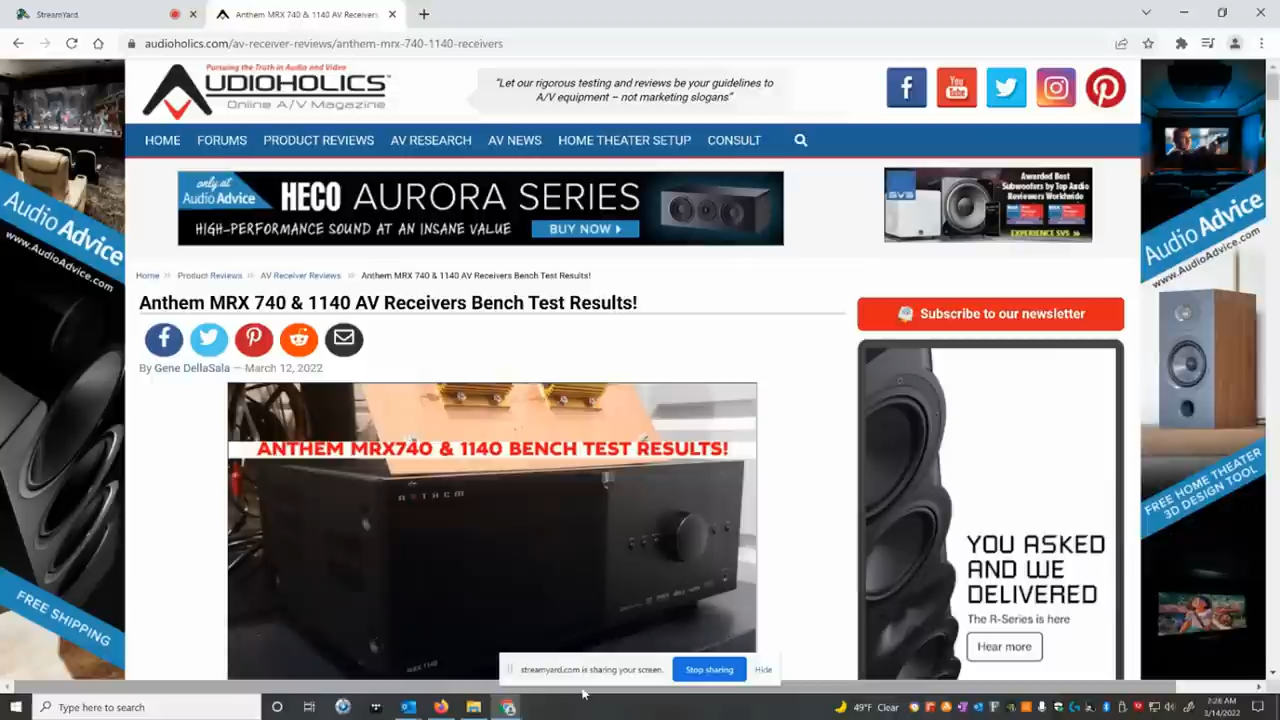 StreamYard
Anthem MRX 740 & 1140 AV Receivers
audioholics.com/av-receiver-reviews/anthem-mrx-740-1140-receivers
Pursuing the Truth in Audio and Video
AUDIOHOLICS
Online A/V Magazine
"Let our rigorous testing and reviews be your guidelines to
A/V equipment – not marketing slogans"
You
Tube
HOME FORUMS PRODUCT REVIEWS AV RESEARCH AV NEWS HOME THEATER SETUP CONSULT
only at
Audio Advice
HECO AURORA SERIES
HIGH-PERFORMANCE SOUND AT AN INSANE VALUE
BUY NOW
SVS
Awarded Best
Subwoofers by Top Audio
Reviewers Worldwide
EXPERIENCE SVS
Audio Advice
www.AudioAdvice.com
Audio Advice
www.AudioAdvice.com
Home » Product Reviews » AV Receiver Reviews » Anthem MRX 740 & 1140 AV Receivers Bench Test Results!
Anthem MRX 740 & 1140 AV Receivers Bench Test Results!
Subscribe to our newsletter
By Gene DellaSala — March 12, 2022
ANTHEM MRX740 & 1140 BENCH TEST RESULTS!
ANTHEM
MRX 1140
YOU ASKED
AND WE
DELIVERED
The R-Series is here
Hear more
FREE HOME THEATER
3D DESIGN TOOL
FREE SHIPPING
streamyard.com is sharing your screen.
Stop sharing
Hide
Type here to search
49°F Clear
7:28 AM
3/14/2022